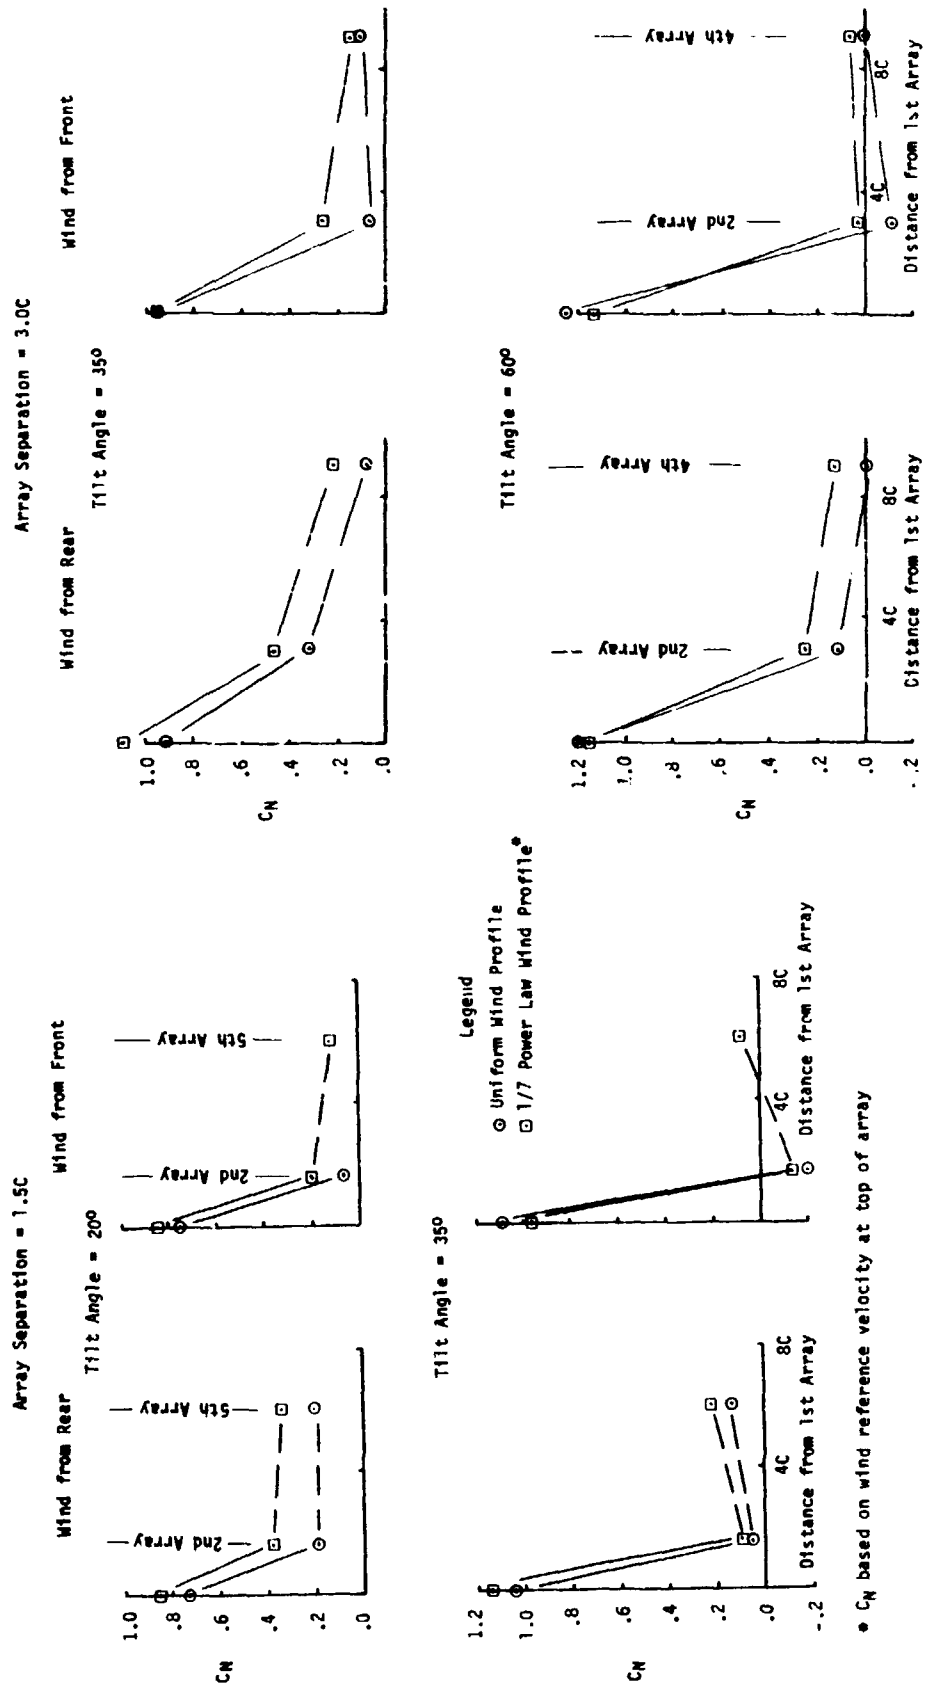 Array Separation = 1.5C
Wind from Rear
Wind from Front
Tilt Angle = 20º
CN
1.0
.8
.6
.4
.2
.0
2nd Array
5th Array
2nd Array
5th Array
Tilt Angle = 35º
CN
1.2
1.0
.8
.6
.4
.2
.0
-.2
4C
8C
Distance from 1st Array
4C
8C
Distance from 1st Array
Legend
Uniform Wind Profile
1/7 Power Law Wind Profile*
* CN based on wind reference velocity at top of array
Array Separation = 3.0C
Wind from Rear
Wind from Front
Tilt Angle = 35º
CN
1.0
.8
.6
.4
.2
.0
Tilt Angle = 60º
CN
1.2
1.0
.8
.6
.4
.2
.0
-.2
2nd Array
4th Array
4C
8C
Distance from 1st Array
2nd Array
4th Array
4C
8C
Distance from 1st Array